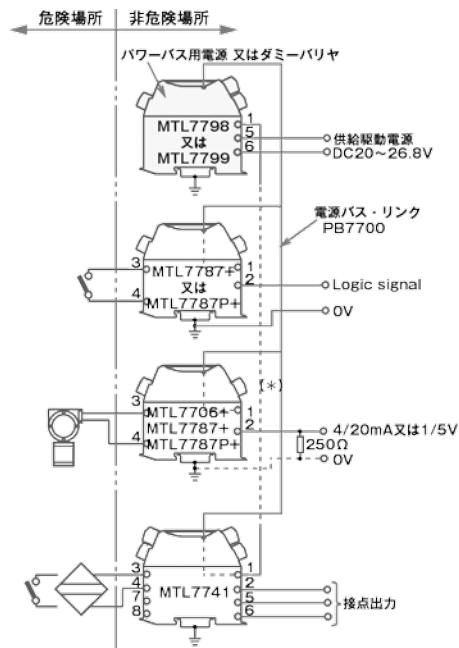 危険場所 非危険場所
パワーバス用電源 又はダミーバリヤ
MTL7798
又は
MTL7799
1
5
6
供給駆動電源
DC20～26.8V
電源バス・リンク
PB7700
3
4
MTL7787+
又は
MTL7787P+
1
2
Logic signal
0V
(*)
3
4
MTL7706+
MTL7787+
MTL7787P+
1
2
4/20mA又は1/5V
250Ω
0V
3
4
7
8
MTL7741
1
2
5
6
接点出力